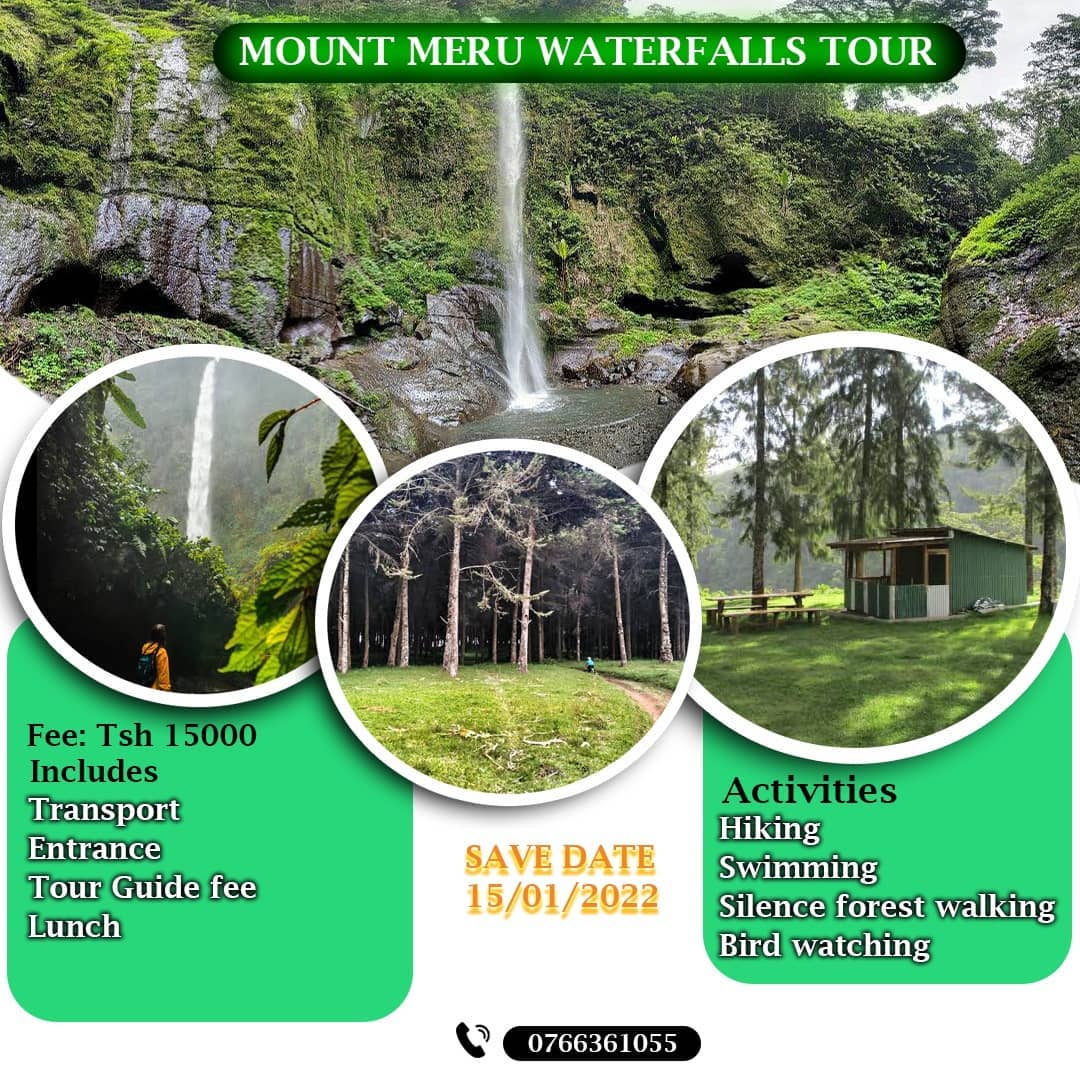 MOUNT MERU WATERFALLS TOUR
Fee: Tsh 15000
Includes
Transport
Entrance
Tour Guide fee
Lunch
SAVE DATE
15/01/2022
Activities
Hiking
Swimming
Silence forest walking
Bird watching
0766361055